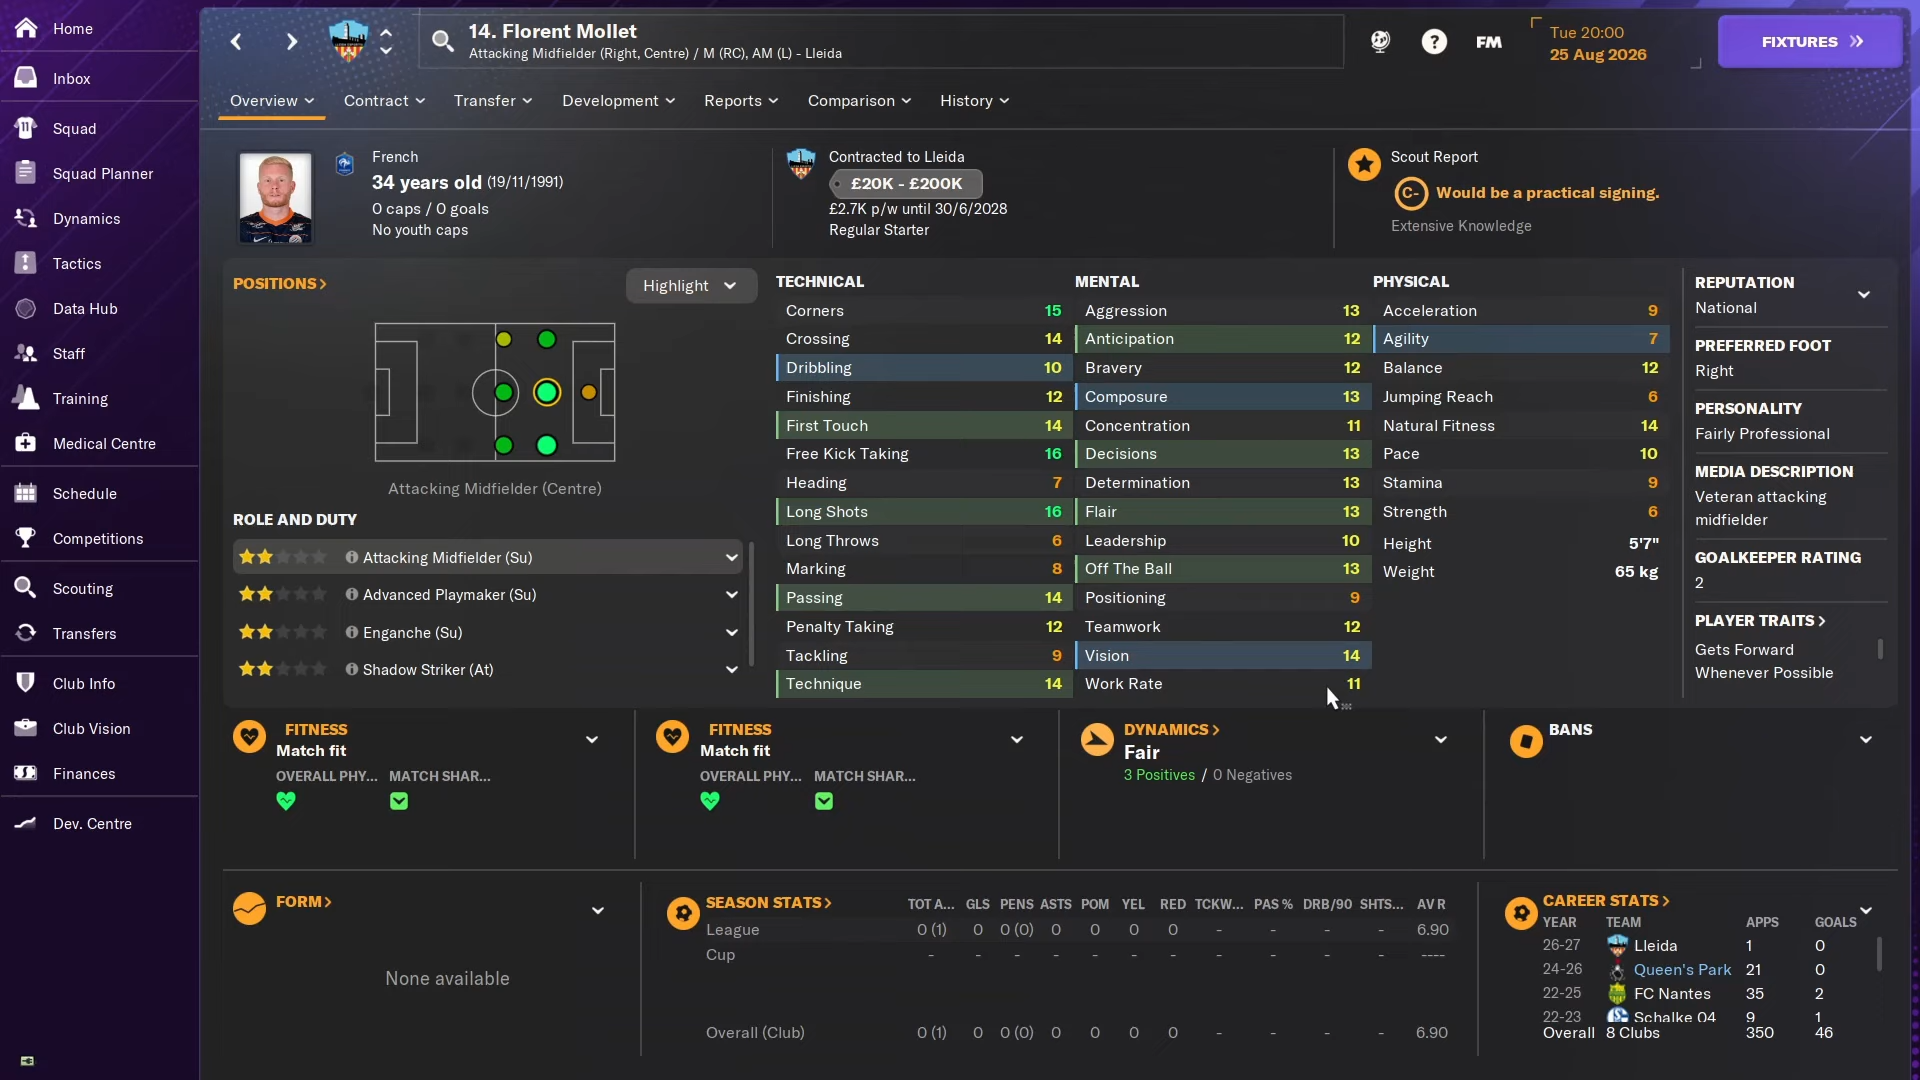 Home
Inbox
Squad
Squad Planner
Dynamics
Tactics
Data Hub
Staff
Training
Medical Centre
Schedule
Competitions
Scouting
Transfers
Club Info
Club Vision
Finances
Dev. Centre
14. Florent Mollet
Attacking Midfielder (Right, Centre) / M (RC), AM (L) - Lleida
?
FM
Tue 20:00
25 Aug 2026
FIXTURES
Overview
Contract
Transfer
Development
Reports
Comparison
History
French
34 years old (19/11/1991)
0 caps / 0 goals
No youth caps
Contracted to Lleida
£20K - £200K
£2.7K p/w until 30/6/2028
Regular Starter
Scout Report
C- Would be a practical signing.
Extensive Knowledge
POSITIONS
Highlight
Attacking Midfielder (Centre)
ROLE AND DUTY
Attacking Midfielder (Su)
Advanced Playmaker (Su)
Enganche (Su)
Shadow Striker (At)
TECHNICAL
Corners 15
Crossing 14
Dribbling 10
Finishing 12
First Touch 14
Free Kick Taking 16
Heading 7
Long Shots 16
Long Throws 6
Marking 8
Passing 14
Penalty Taking 12
Tackling 9
Technique 14
MENTAL
Aggression 13
Anticipation 12
Bravery 12
Composure 13
Concentration 11
Decisions 13
Determination 13
Flair 13
Leadership 10
Off The Ball 13
Positioning 9
Teamwork 12
Vision 14
Work Rate 11
PHYSICAL
Acceleration 9
Agility 7
Balance 12
Jumping Reach 6
Natural Fitness 14
Pace 10
Stamina 9
Strength 6
Height 5'7"
Weight 65 kg
REPUTATION
National
PREFERRED FOOT
Right
PERSONALITY
Fairly Professional
MEDIA DESCRIPTION
Veteran attacking
midfielder
GOALKEEPER RATING
2
PLAYER TRAITS
Gets Forward
Whenever Possible
FITNESS
Match fit
OVERALL PHY... MATCH SHAR...
FITNESS
Match fit
OVERALL PHY... MATCH SHAR...
DYNAMICS
Fair
3 Positives / 0 Negatives
BANS
FORM
None available
SEASON STATS TOT A... GLS PENS ASTS POM YEL RED TCKW... PAS % DRB/90 SHTS... AV R
League 0 (1) 0 0 (0) 0 0 0 0 - - - - 6.90
Cup - - - - - - - - - - - ----
Overall (Club) 0 (1) 0 0 (0) 0 0 0 0 - - - - 6.90
CAREER STATS
YEAR TEAM APPS GOALS
26-27 Lleida 1 0
24-26 Queen's Park 21 0
22-25 FC Nantes 35 2
22-23 Schalke 04 9 1
Overall 8 Clubs 350 46